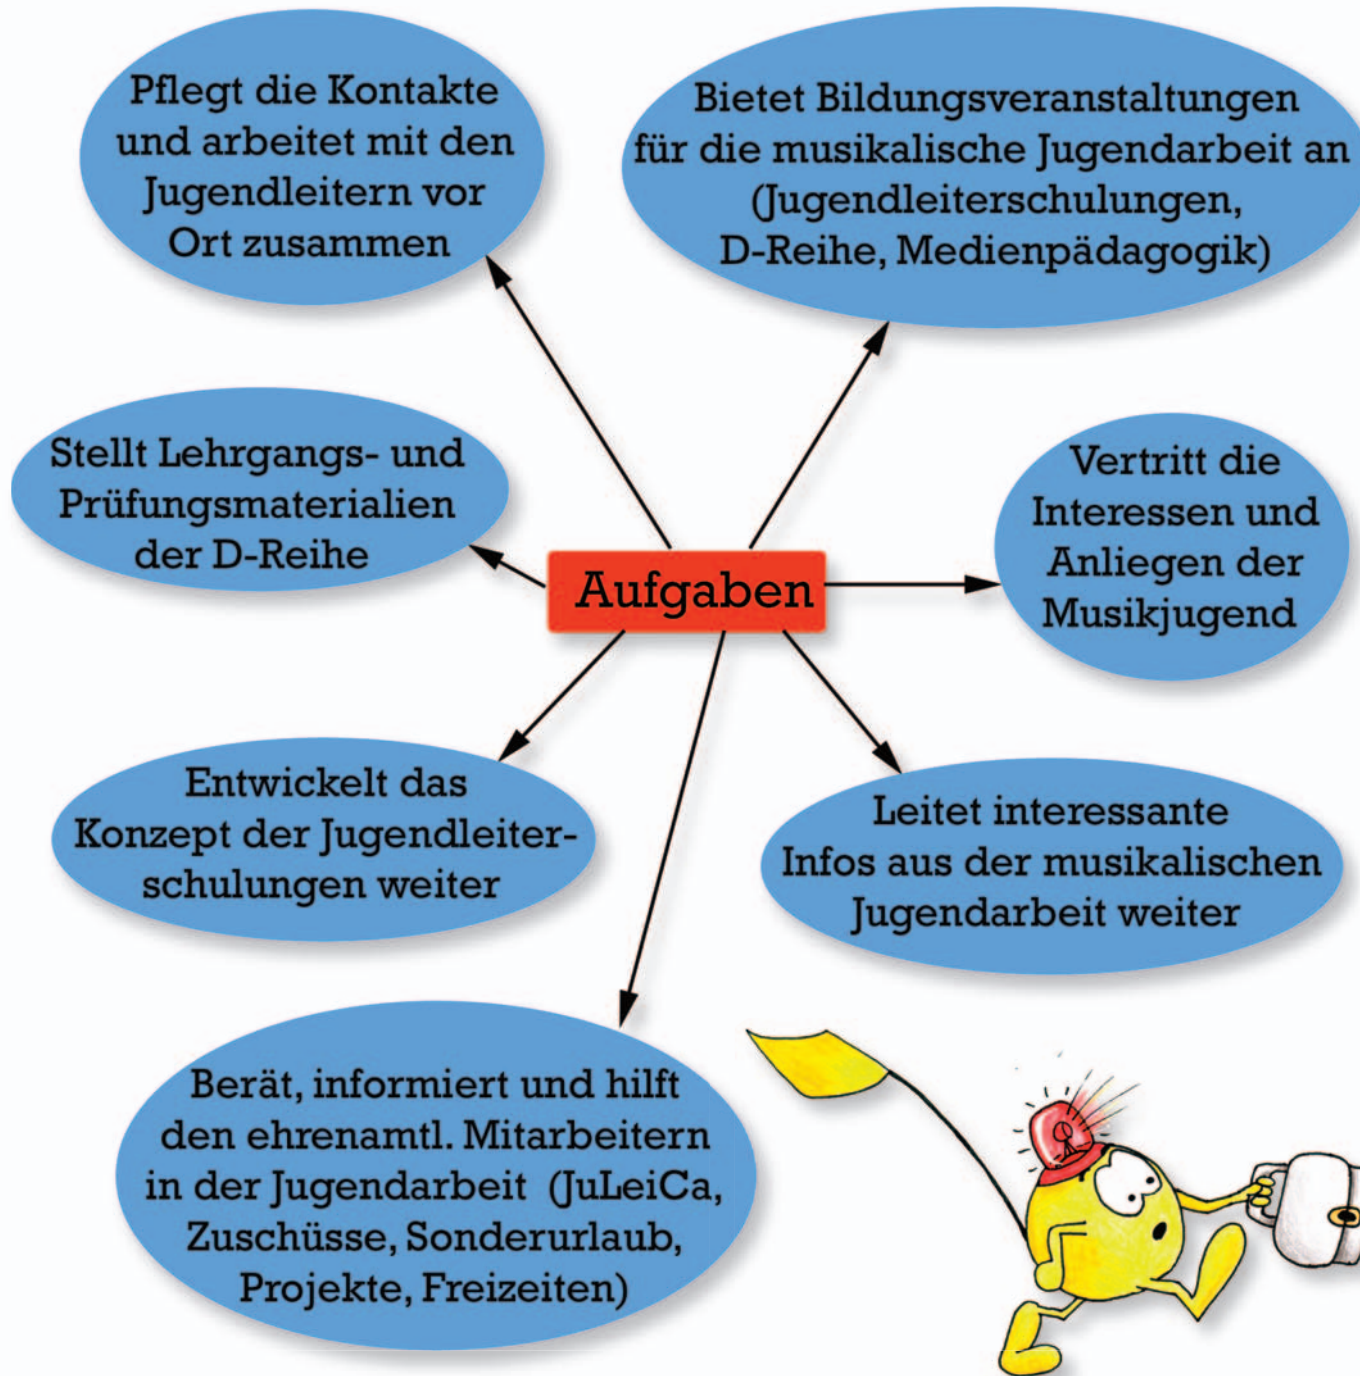 Pflegt die Kontakte
und arbeitet mit den
Jugendleitern vor
Ort zusammen
Bietet Bildungsveranstaltungen
für die musikalische Jugendarbeit an
(Jugendleiterschulungen,
D-Reihe, Medienpädagogik)
Stellt Lehrgangs- und
Prüfungsmaterialien
der D-Reihe
Vertritt die
Interessen und
Anliegen der
Musikjugend
Aufgaben
Entwickelt das
Konzept der Jugendleiter-
schulungen weiter
Leitet interessante
Infos aus der musikalischen
Jugendarbeit weiter
Berät, informiert und hilft
den ehrenamtl. Mitarbeitern
in der Jugendarbeit (JuLeiCa,
Zuschüsse, Sonderurlaub,
Projekte, Freizeiten)